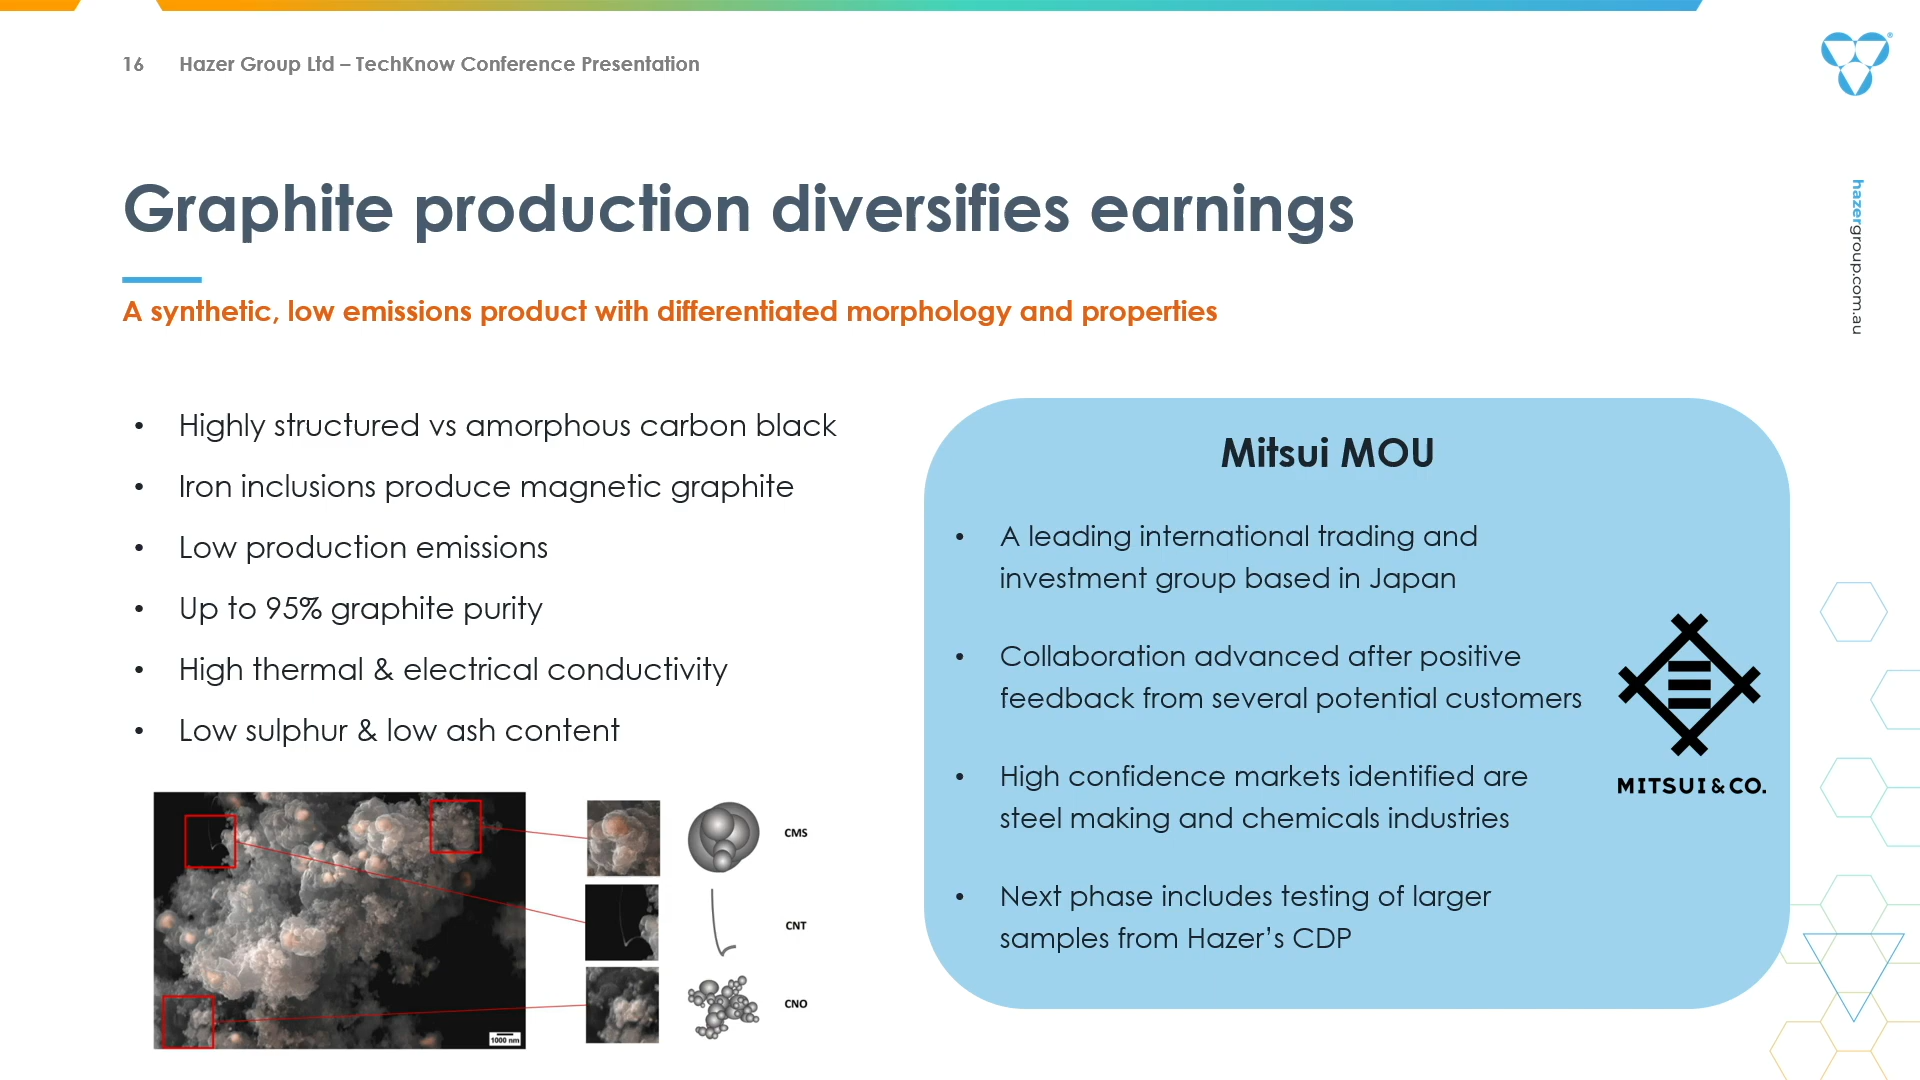 16 Hazer Group Ltd – TechKnow Conference Presentation
hazergroup.com.au
Graphite production diversifies earnings
A synthetic, low emissions product with differentiated morphology and properties
• Highly structured vs amorphous carbon black
• Iron inclusions produce magnetic graphite
• Low production emissions
• Up to 95% graphite purity
• High thermal & electrical conductivity
• Low sulphur & low ash content
1000 nm
CMS
CNT
CNO
Mitsui MOU
• A leading international trading and
investment group based in Japan
• Collaboration advanced after positive
feedback from several potential customers
• High confidence markets identified are
steel making and chemicals industries
• Next phase includes testing of larger
samples from Hazer’s CDP
MITSUI & CO.